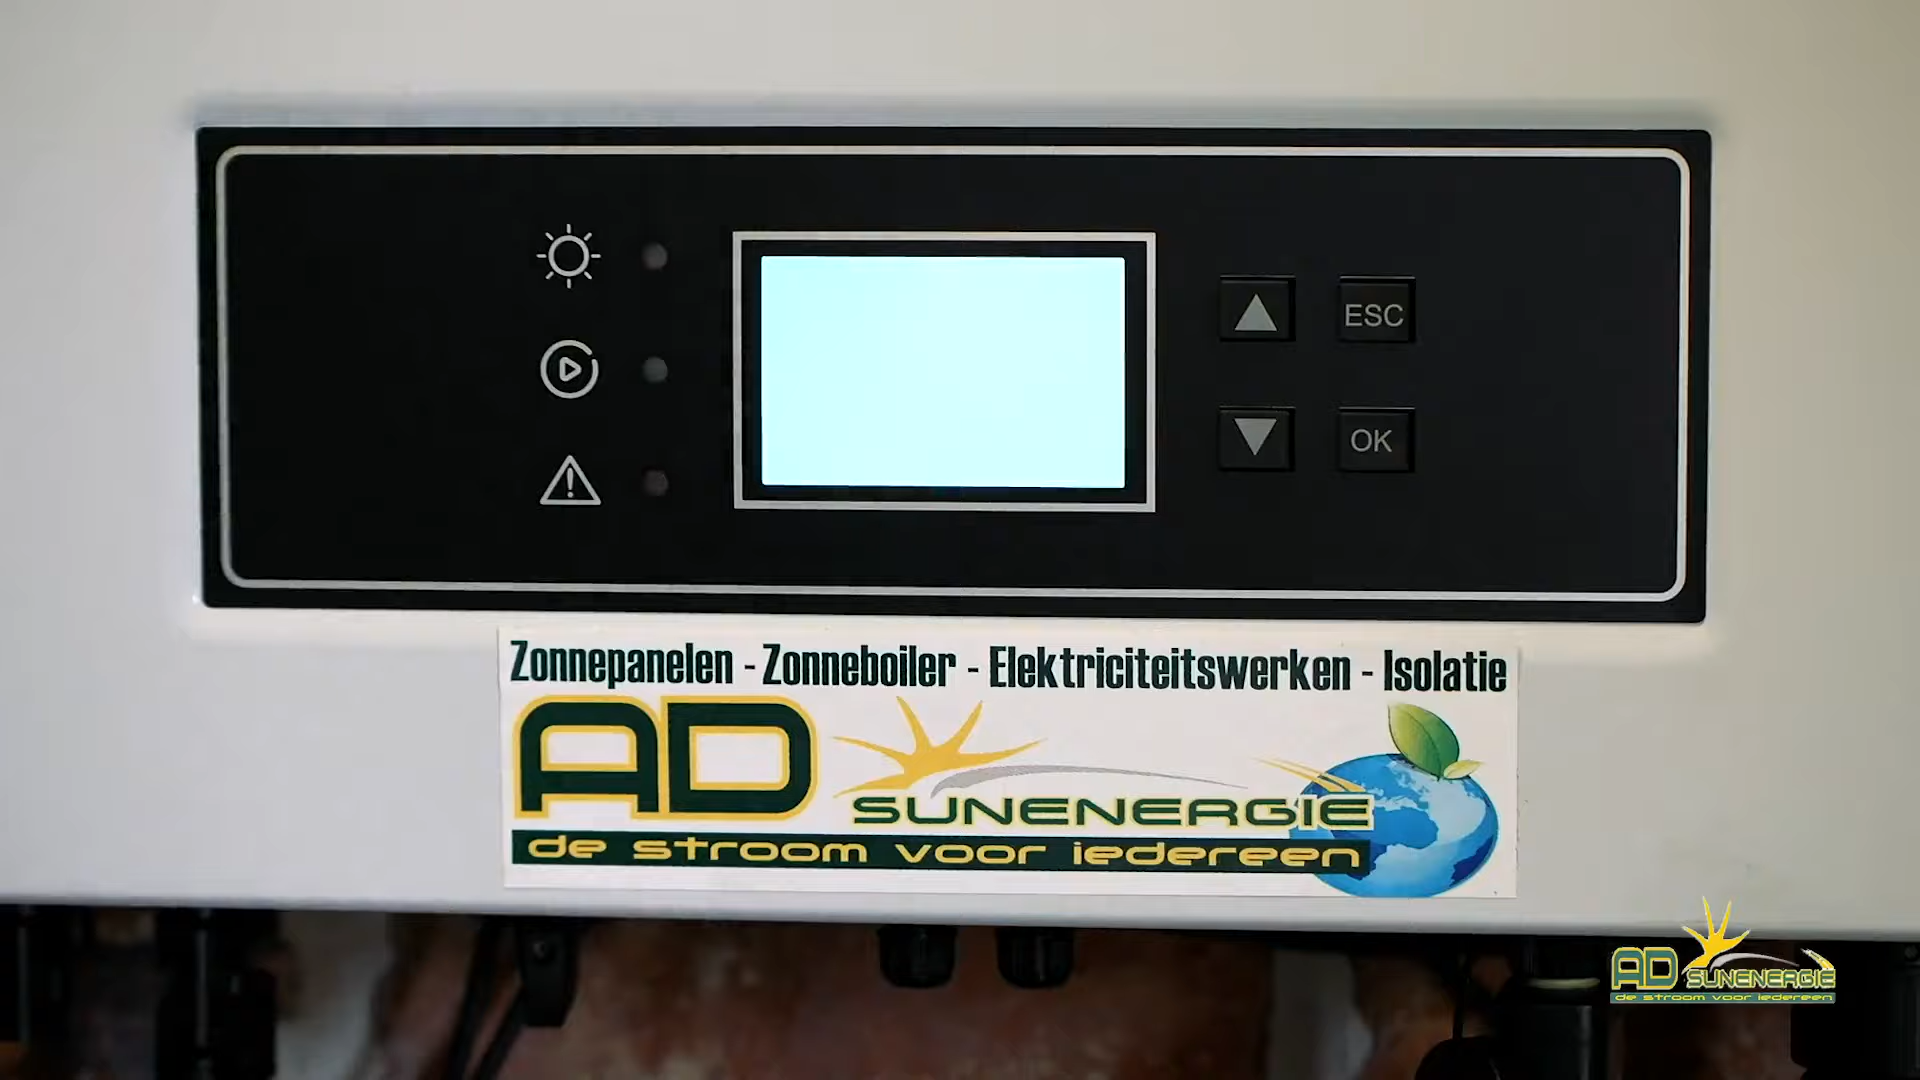 ESC
OK
Zonnepanelen - Zonneboiler - Elektriciteitswerken - Isolatie
AD
SUNENERGIE
de stroom voor iedereen
AD SUNENERGIE
de stroom voor iedereen